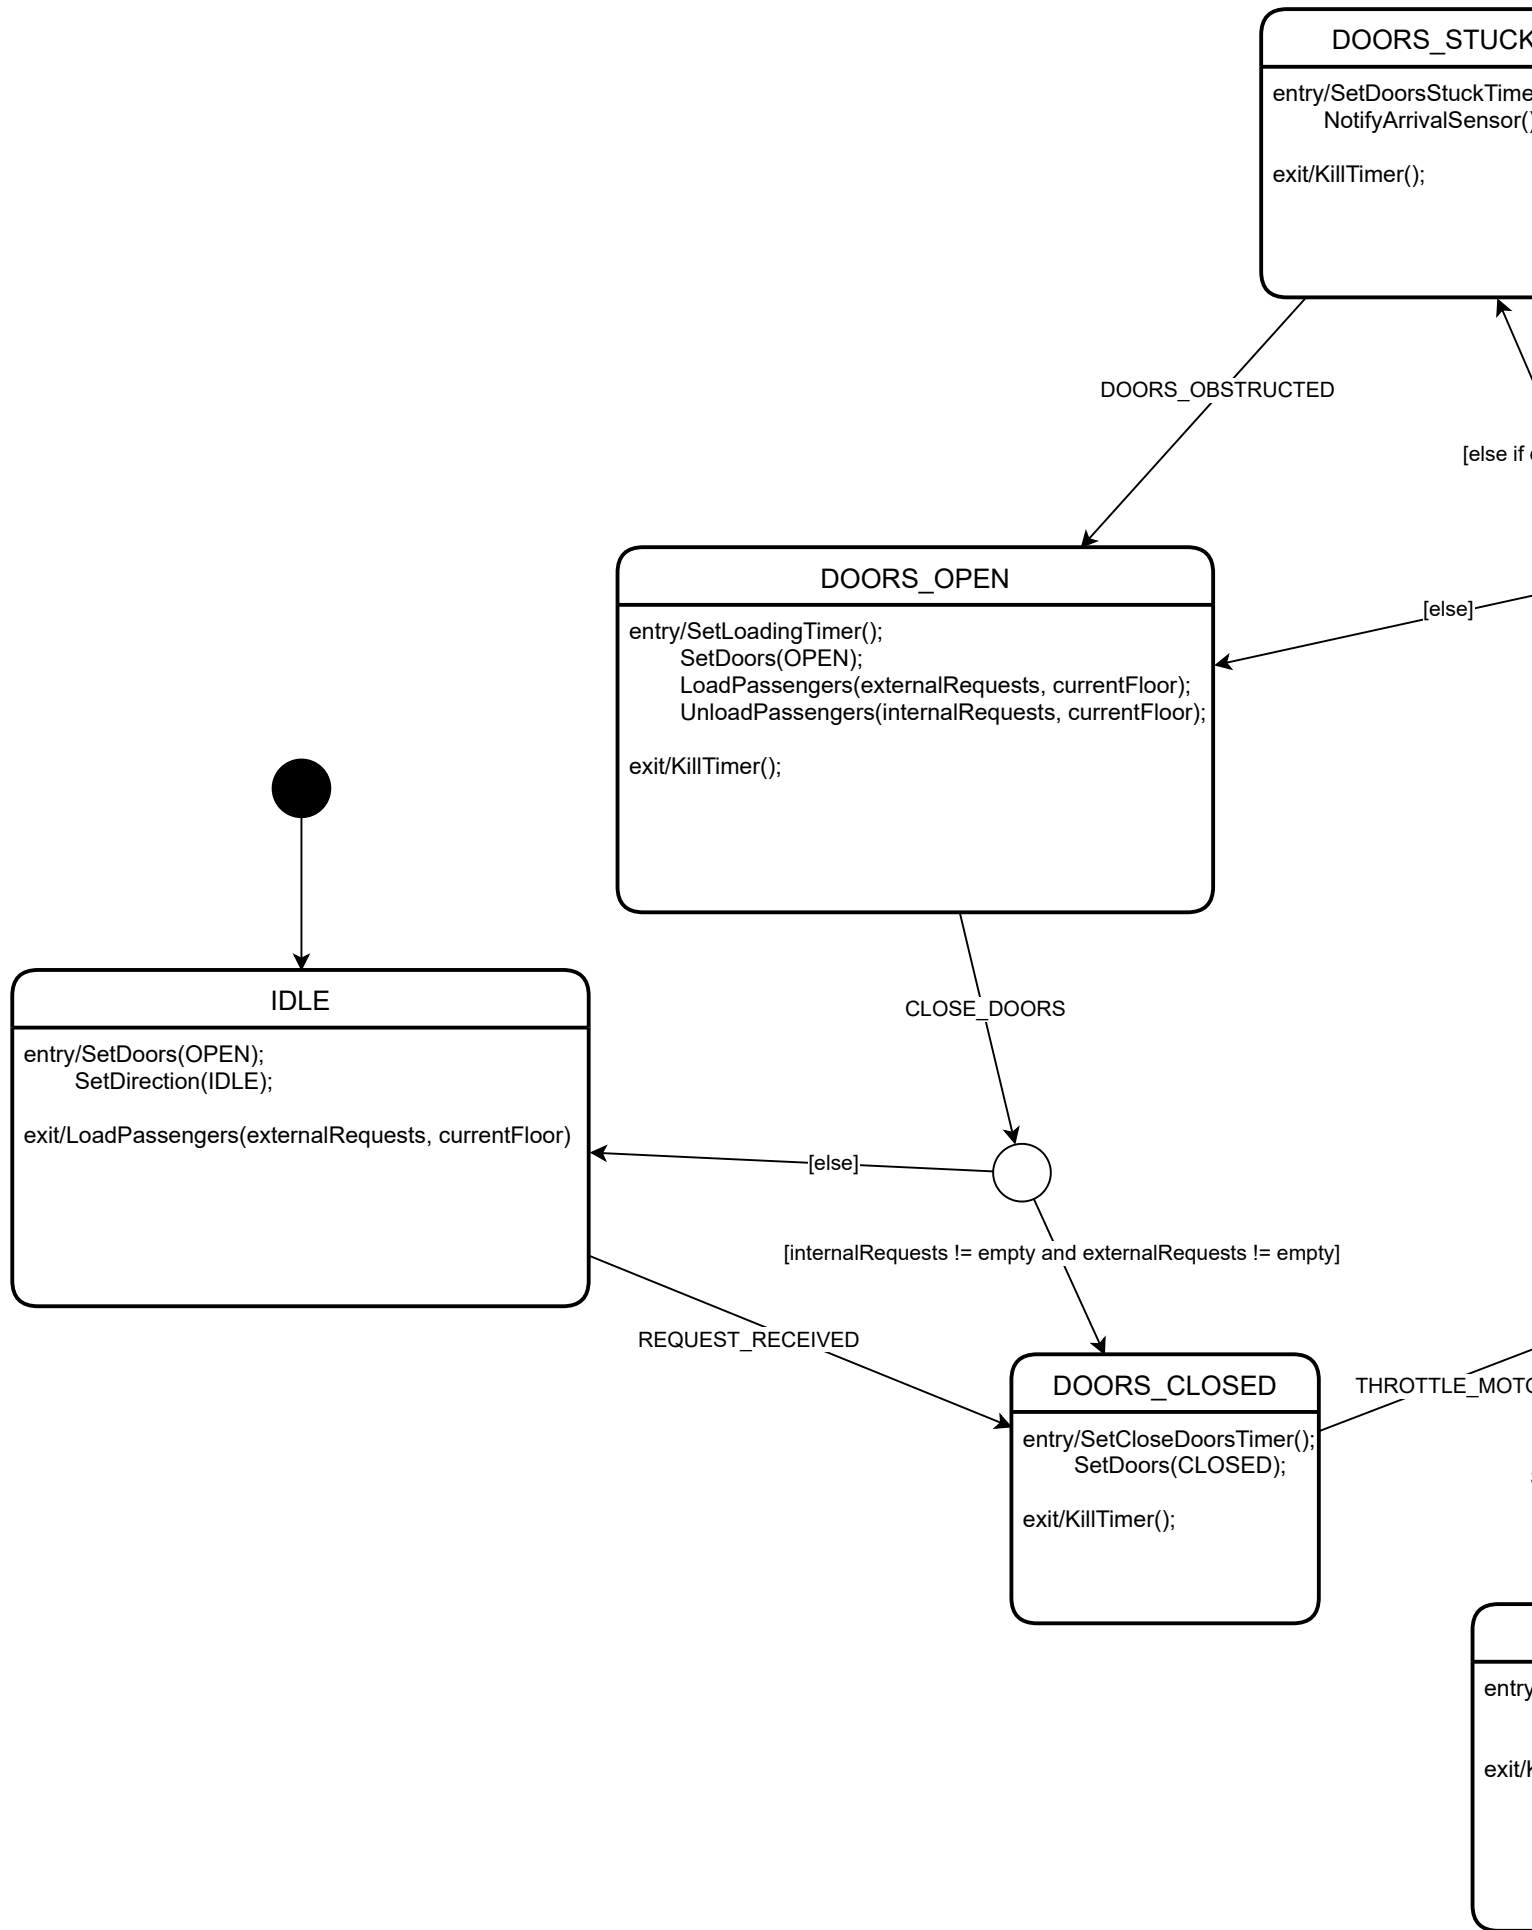 DOORS_STUCK
entry/SetDoorsStuckTime
NotifyArrivalSensor()
exit/KillTimer();
DOORS_OBSTRUCTED
[else if
[else]
DOORS_OPEN
entry/SetLoadingTimer();
SetDoors(OPEN);
LoadPassengers(externalRequests, currentFloor);
UnloadPassengers(internalRequests, currentFloor);
exit/KillTimer();
CLOSE_DOORS
IDLE
entry/SetDoors(OPEN);
SetDirection(IDLE);
exit/LoadPassengers(externalRequests, currentFloor)
[else]
[internalRequests != empty and externalRequests != empty]
REQUEST_RECEIVED
DOORS_CLOSED
entry/SetCloseDoorsTimer();
SetDoors(CLOSED);
exit/KillTimer();
THROTTLE_MOTO
entry
exit/